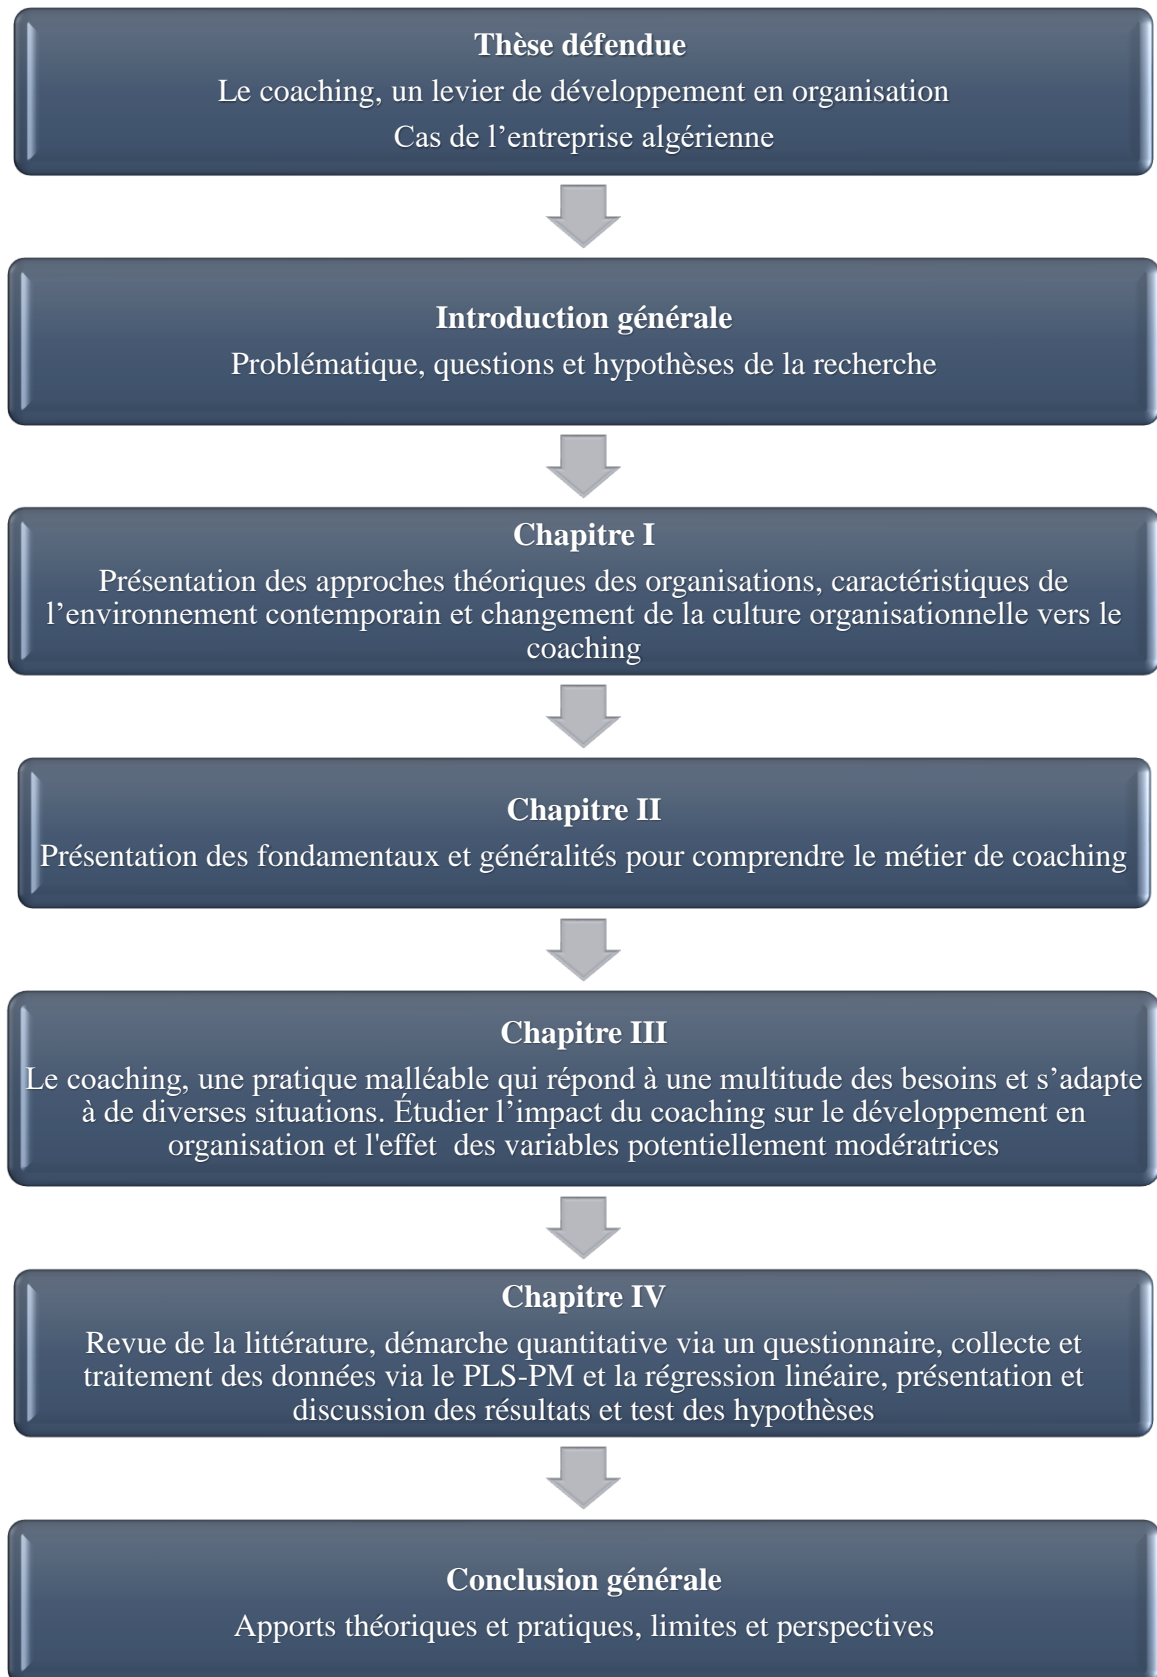 Thèse défendue
Le coaching, un levier de développement en organisation
Cas de l’entreprise algérienne
Introduction générale
Problématique, questions et hypothèses de la recherche
Chapitre I
Présentation des approches théoriques des organisations, caractéristiques de
l’environnement contemporain et changement de la culture organisationnelle vers le
coaching
Chapitre II
Présentation des fondamentaux et généralités pour comprendre le métier de coaching
Chapitre III
Le coaching, une pratique malléable qui répond à une multitude des besoins et s’adapte
à de diverses situations. Étudier l’impact du coaching sur le développement en
organisation et l'effet  des variables potentiellement modératrices
Chapitre IV
Revue de la littérature, démarche quantitative via un questionnaire, collecte et
traitement des données via le PLS-PM et la régression linéaire, présentation et
discussion des résultats et test des hypothèses
Conclusion générale
Apports théoriques et pratiques, limites et perspectives